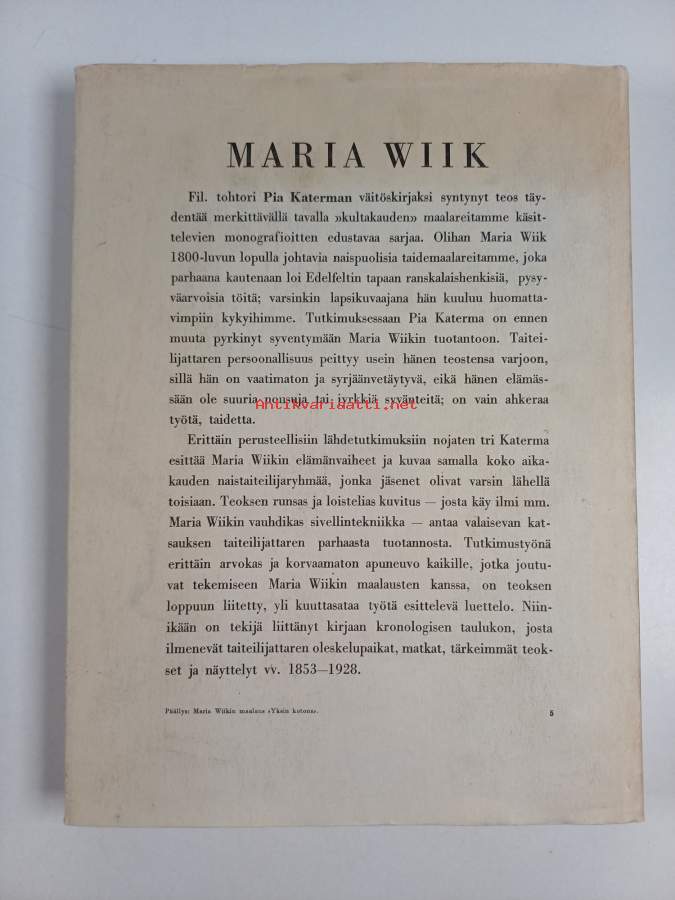 MARIA WIIK
Fil. tohtori Pia Katerman väitöskirjaksi syntynyt teos täy-
dentää merkittävällä tavalla »kultakauden» maalareitamme käsit-
televien monografioitten edustavaa sarjaa. Olihan Maria Wiik
1800-luvun lopulla johtavia naispuolisia taidemaalareitamme, joka
parhaana kautenaan loi Edelfeltin tapaan ranskalaishenkisiä, pysy-
väarvoisia töitä; varsinkin lapsikuvaajana hän kuuluu huomatta-
vimpiin kykyihimme. Tutkimuksessaan Pia Katerma on ennen
muuta pyrkinyt syventymään Maria Wiikin tuotantoon. Taitei-
lijattaren persoonallisuus peittyy usein hänen teostensa varjoon,
sillä hän on vaatimaton ja syrjäänvetäytyvä, eikä hänen elämäs-
sään ole suuria nousuja tai jyrkkiä syvänteitä; on vain ahkeraa
Antikvariaatti.net
työtä, taidetta.
Erittäin perusteellisiin lähdetutkimuksiin nojaten tri Katerma
esittää Maria Wiikin elämänvaiheet ja kuvaa samalla koko aika-
kauden naistaiteilijaryhmää, jonka jäsenet olivat varsin lähellä
toisiaan. Teoksen runsas ja loistelias kuvitus — josta käy ilmi mm.
Maria Wiikin vauhdikas sivellintekniikka — antaa valaisevan kat-
sauksen taiteilijattaren parhaasta tuotannosta. Tutkimustyönä
erittäin arvokas ja korvaamaton apuneuvo kaikille, jotka joutu-
vat tekemiseen Maria Wiikin maalausten kanssa, on teoksen
loppuun liitetty, yli kuuttasataa työtä esittelevä luettelo. Niin-
ikään on tekijä liittänyt kirjaan kronologisen taulukon, josta
ilmenevät taiteilijattaren oleskelupaikat, matkat, tärkeimmät teok-
set ja näyttelyt vv. 1853—1928.
Päällys: Maria Wiikin maalaus »Yksin kotona».
5